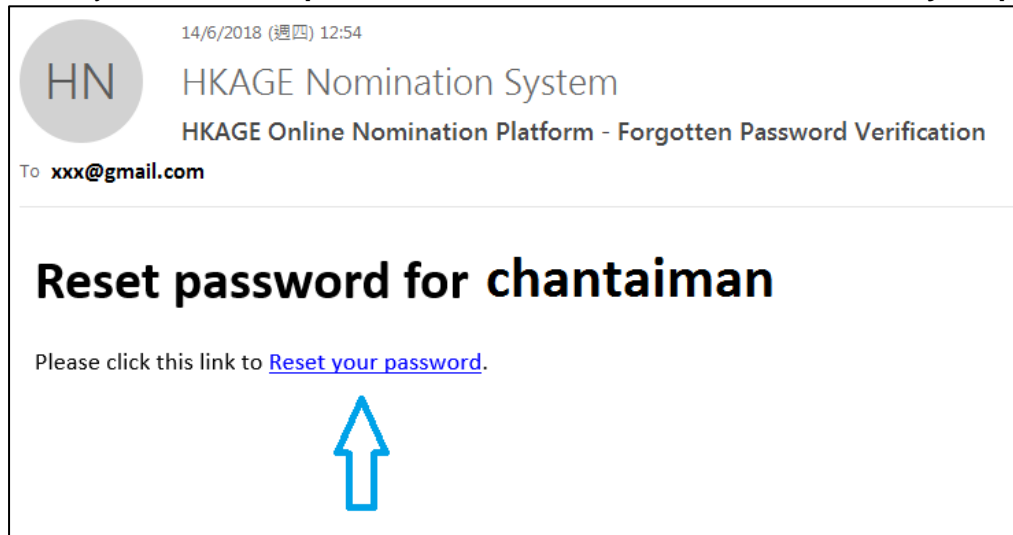 14/6/2018 (週四) 12:54
HN
HKAGE Nomination System
HKAGE Online Nomination Platform - Forgotten Password Verification
To xxx@gmail.com
Reset password for chantaiman
Please click this link to Reset your password.